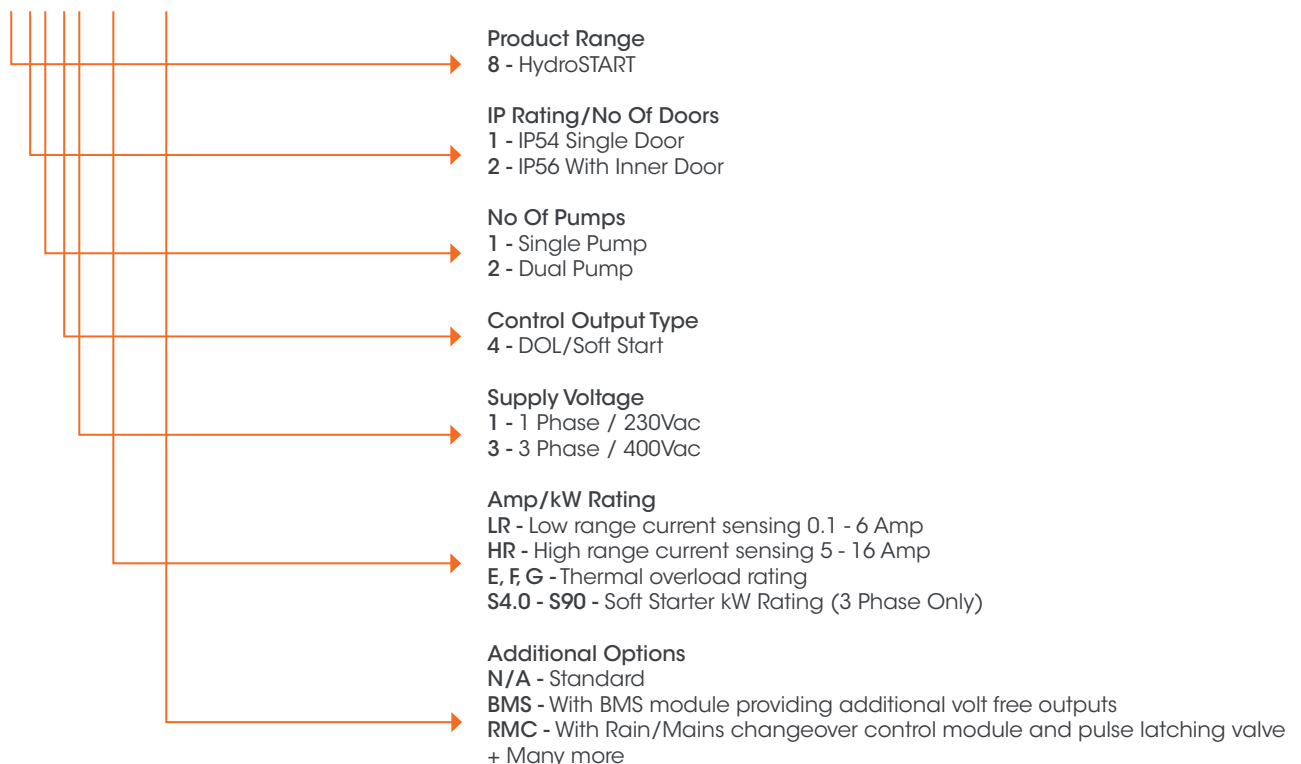 Product Range
8 - HydroSTART
IP Rating/No Of Doors
1 - IP54 Single Door
2 - IP56 With Inner Door
No Of Pumps
1 - Single Pump
2 - Dual Pump
Control Output Type
4 - DOL/Soft Start
Supply Voltage
1 - 1 Phase / 230Vac
3 - 3 Phase / 400Vac
Amp/kW Rating
LR - Low range current sensing 0.1 - 6 Amp
HR - High range current sensing 5 - 16 Amp
E, F, G - Thermal overload rating
S4.0 - S90 - Soft Starter kW Rating (3 Phase Only)
Additional Options
N/A - Standard
BMS - With BMS module providing additional volt free outputs
RMC - With Rain/Mains changeover control module and pulse latching valve
+ Many more